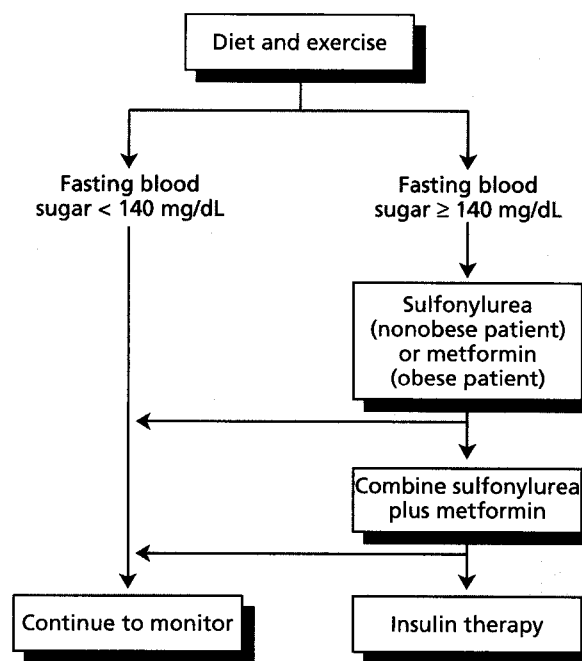 Diet and exercise
Fasting blood
sugar < 140 mg/dL
Fasting blood
sugar ≥ 140 mg/dL
Sulfonylurea
(nonobese patient)
or metformin
(obese patient)
Combine sulfonylurea
plus metformin
Continue to monitor
Insulin therapy